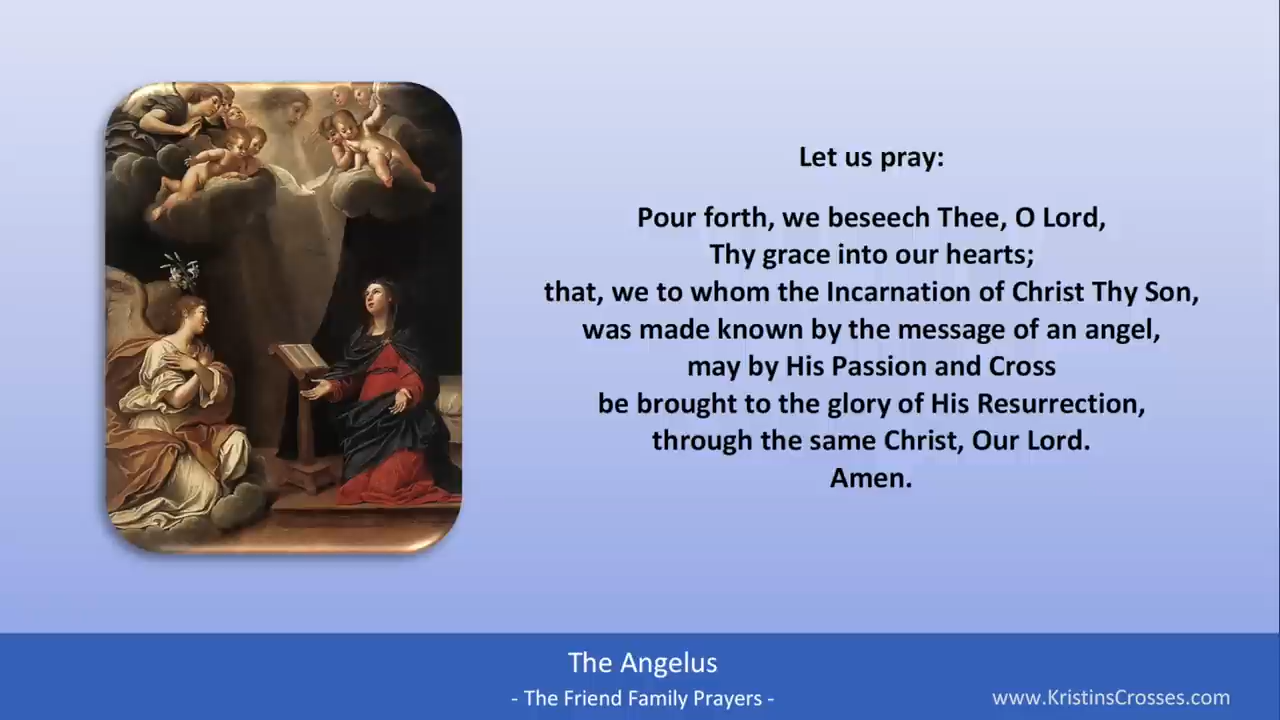 Let us pray:
Pour forth, we beseech Thee, O Lord,
Thy grace into our hearts;
that, we to whom the Incarnation of Christ Thy Son,
was made known by the message of an angel,
may by His Passion and Cross
be brought to the glory of His Resurrection,
through the same Christ, Our Lord.
Amen.
The Angelus
- The Friend Family Prayers -
www.KristinsCrosses.com